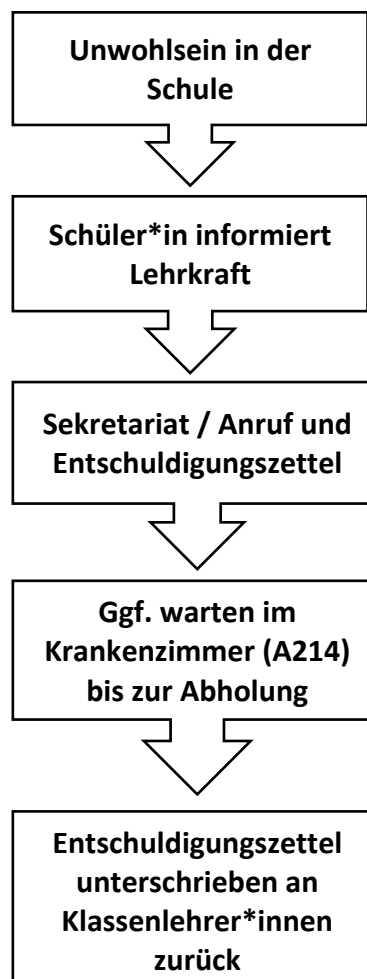 Unwohlsein in der
Schule
Schüler*in informiert
Lehrkraft
Sekretariat / Anruf und
Entschuldigungszettel
Ggf. warten im
Krankenzimmer (A214)
bis zur Abholung
Entschuldigungszettel
unterschrieben an
Klassenlehrer*innen
zurück